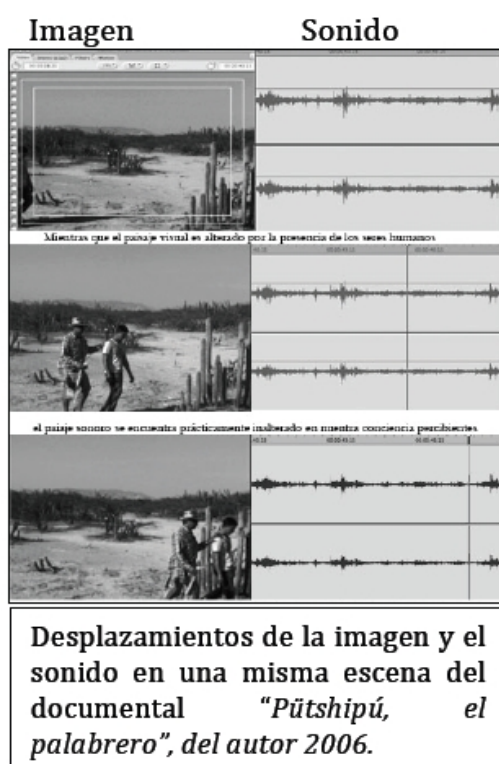 Imagen Sonido
Mientras que el paisaje visual es alterado por la presencia de los seres humanos
el paisaje sonoro se encuentra prácticamente inalterado en nuestra conciencia percibientes
Desplazamientos de la imagen y el
sonido en una misma escena del
documental "Pütshipú, el
palabrero", del autor 2006.